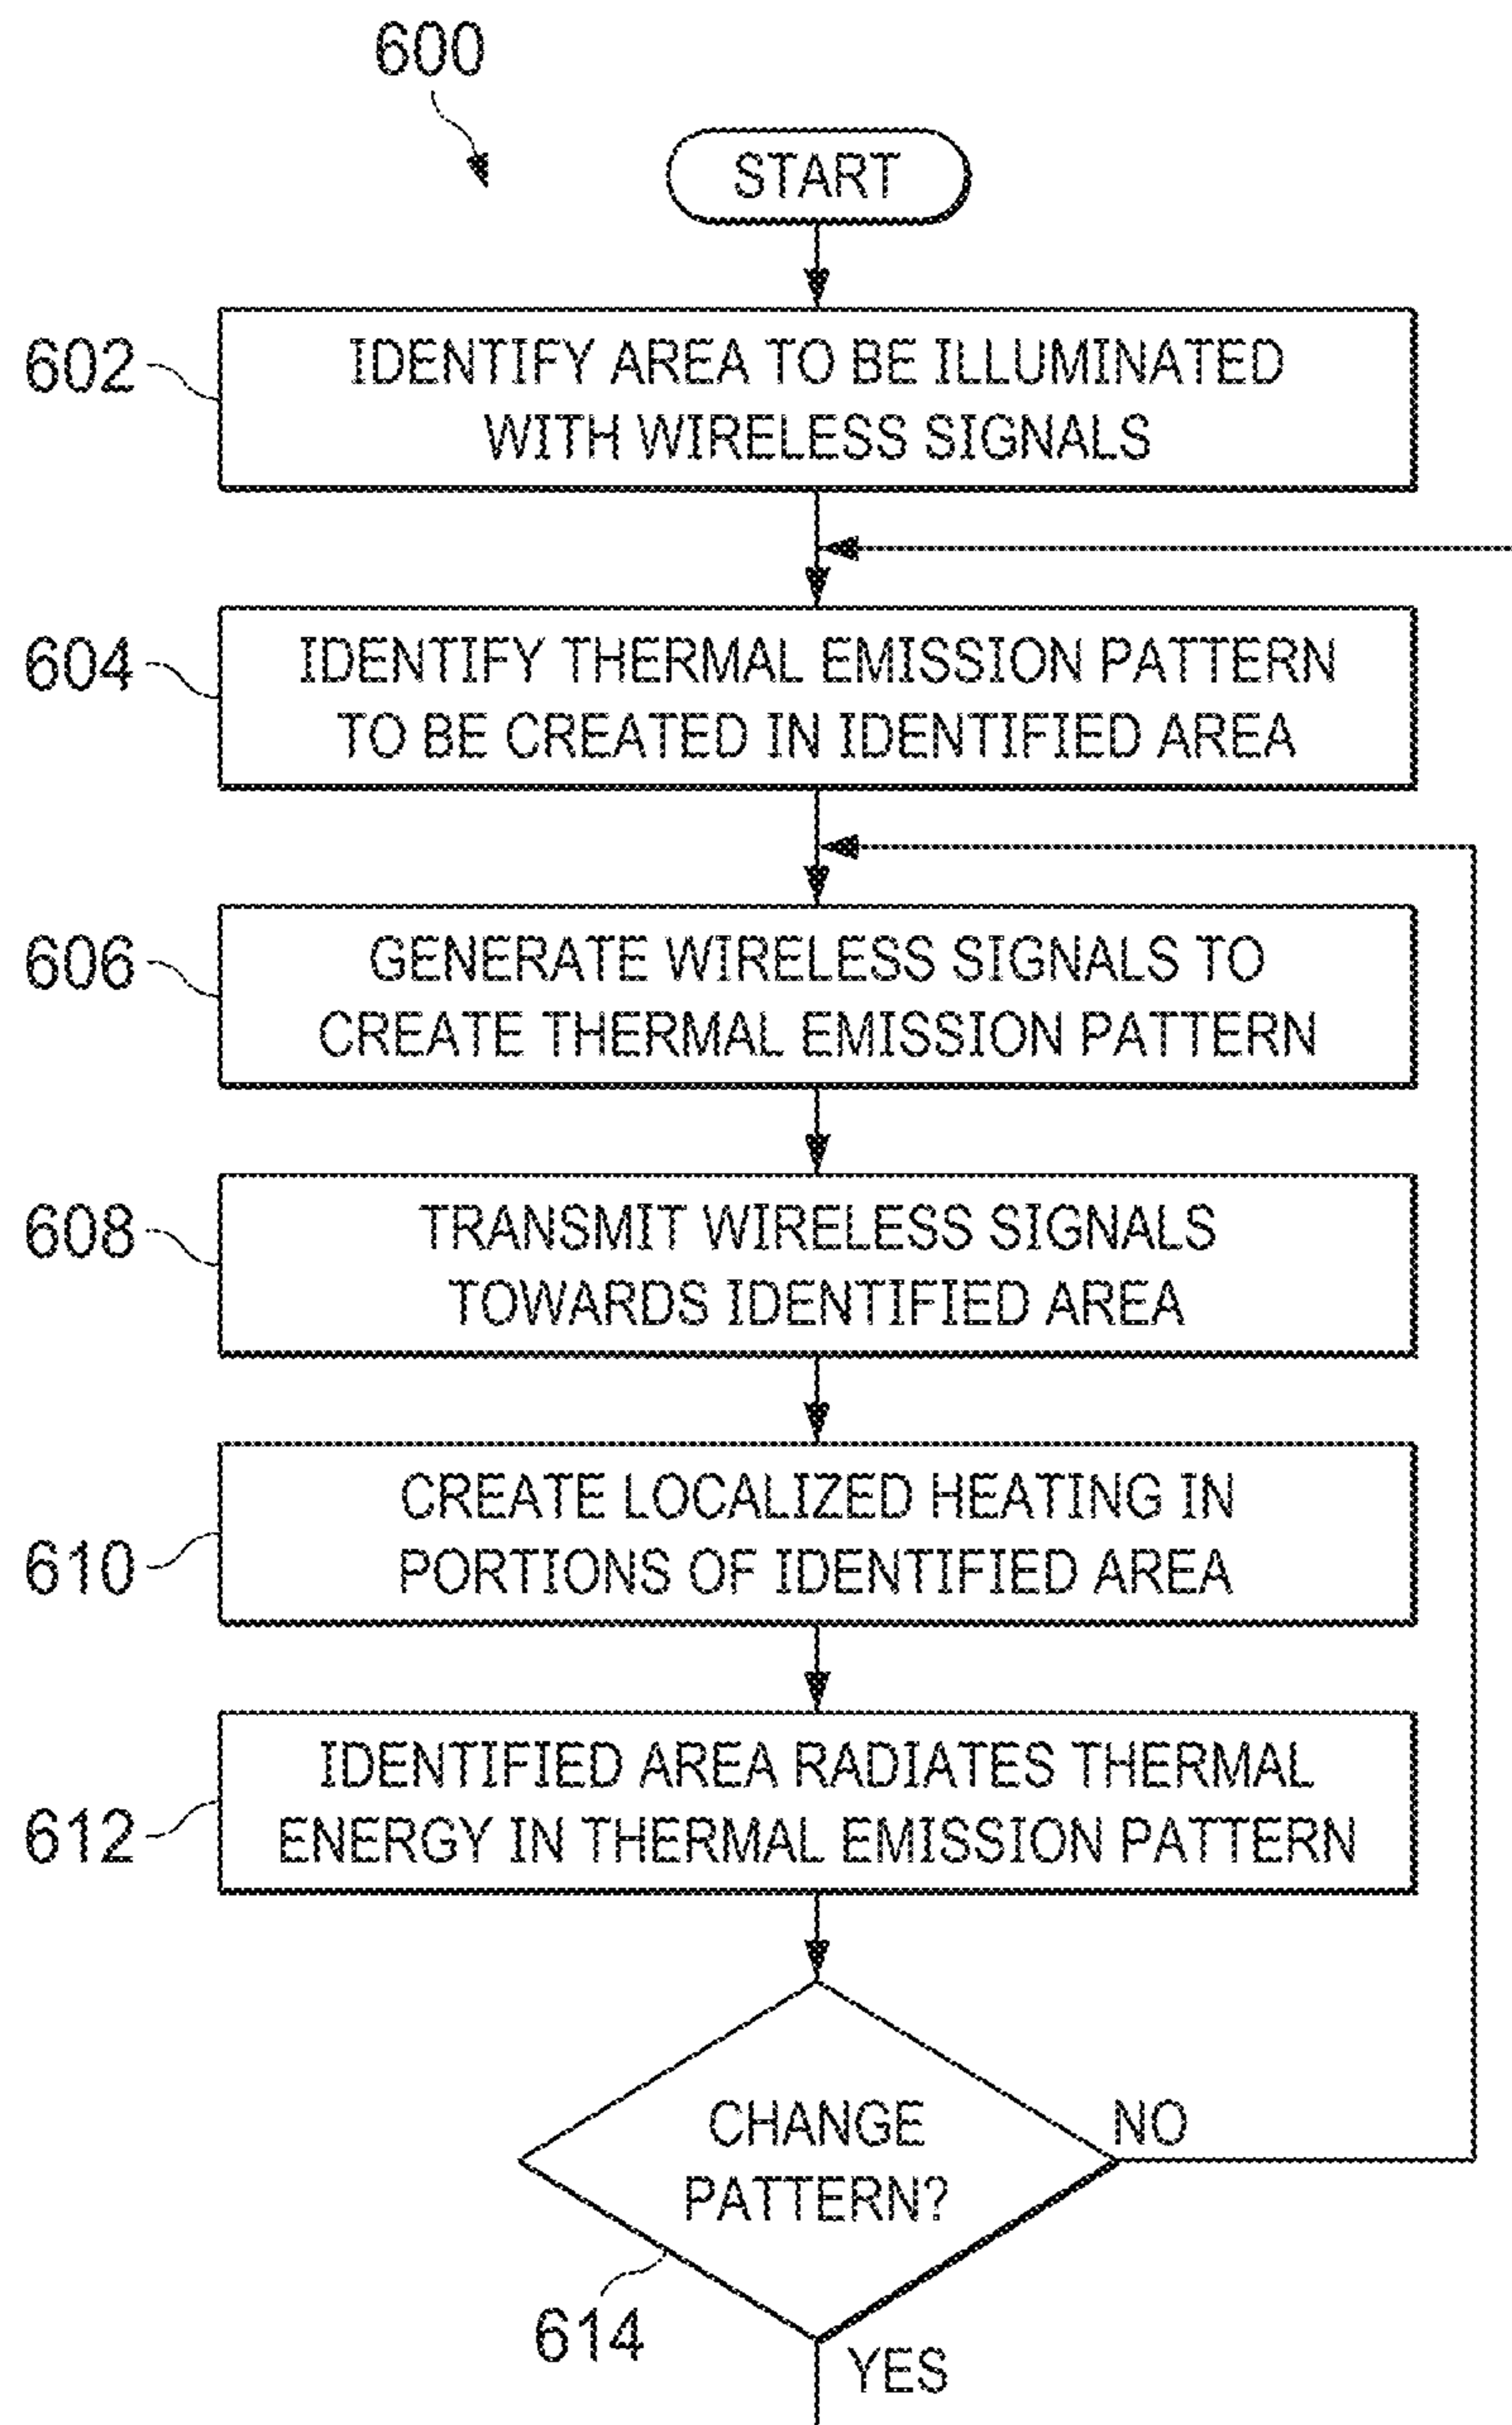 600
START
602
IDENTIFY AREA TO BE ILLUMINATED
WITH WIRELESS SIGNALS
604
IDENTIFY THERMAL EMISSION PATTERN
TO BE CREATED IN IDENTIFIED AREA
606
GENERATE WIRELESS SIGNALS TO
CREATE THERMAL EMISSION PATTERN
608
TRANSMIT WIRELESS SIGNALS
TOWARDS IDENTIFIED AREA
610
CREATE LOCALIZED HEATING IN
PORTIONS OF IDENTIFIED AREA
612
IDENTIFIED AREA RADIATES THERMAL
ENERGY IN THERMAL EMISSION PATTERN
CHANGE
PATTERN?
NO
614
YES